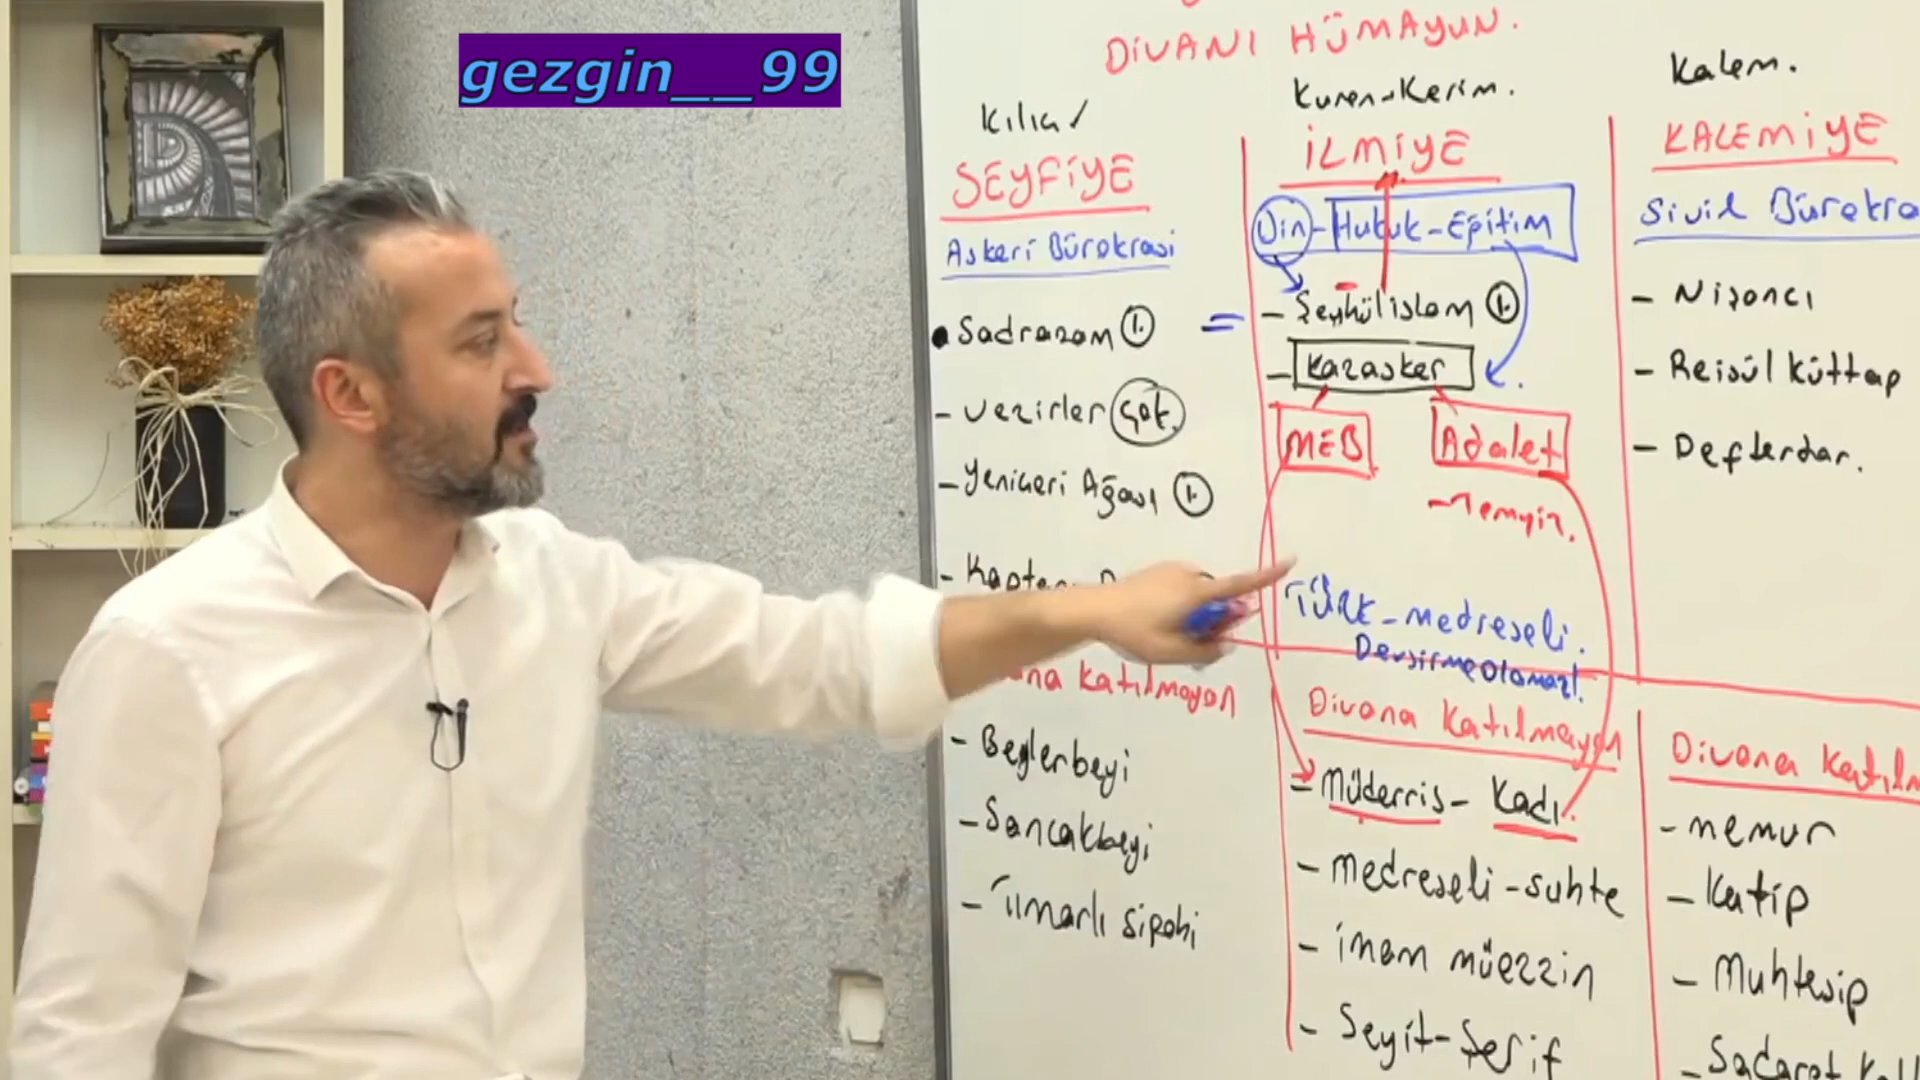 gezgin__99
DİVANI HÜMAYUN.
Kılıç
SEYFİYE
Askeri Bürokrasi
Sadrazam 1.
- Vezirler Çok.
- Yeniçeri Ağası 1.
- Kaptan
Katılmayan
- Beylerbeyi
- Sancakbeyi
- Tımarlı Sipahi
Kuran-ı Kerim.
İLMİYE
Din-Hukuk-Eğitim
= - Şeyhülislam 1.
- Kazasker
MEB Adalet
- Temyiz.
TÜRK-medreseli.
Devşirme olamaz!.
Divana Katılmayan
- Müderris - Kadı.
- Medreseli - suhte
- imam müezzin
- Seyit-Şerif
Kalem.
KALEMİYE
Sivil Bürokra
- Nişancı
- Reisül Küttap
- Defterdar.
Divana Katılm
- memur
- Katip
- Muhtesip
- Sadaret